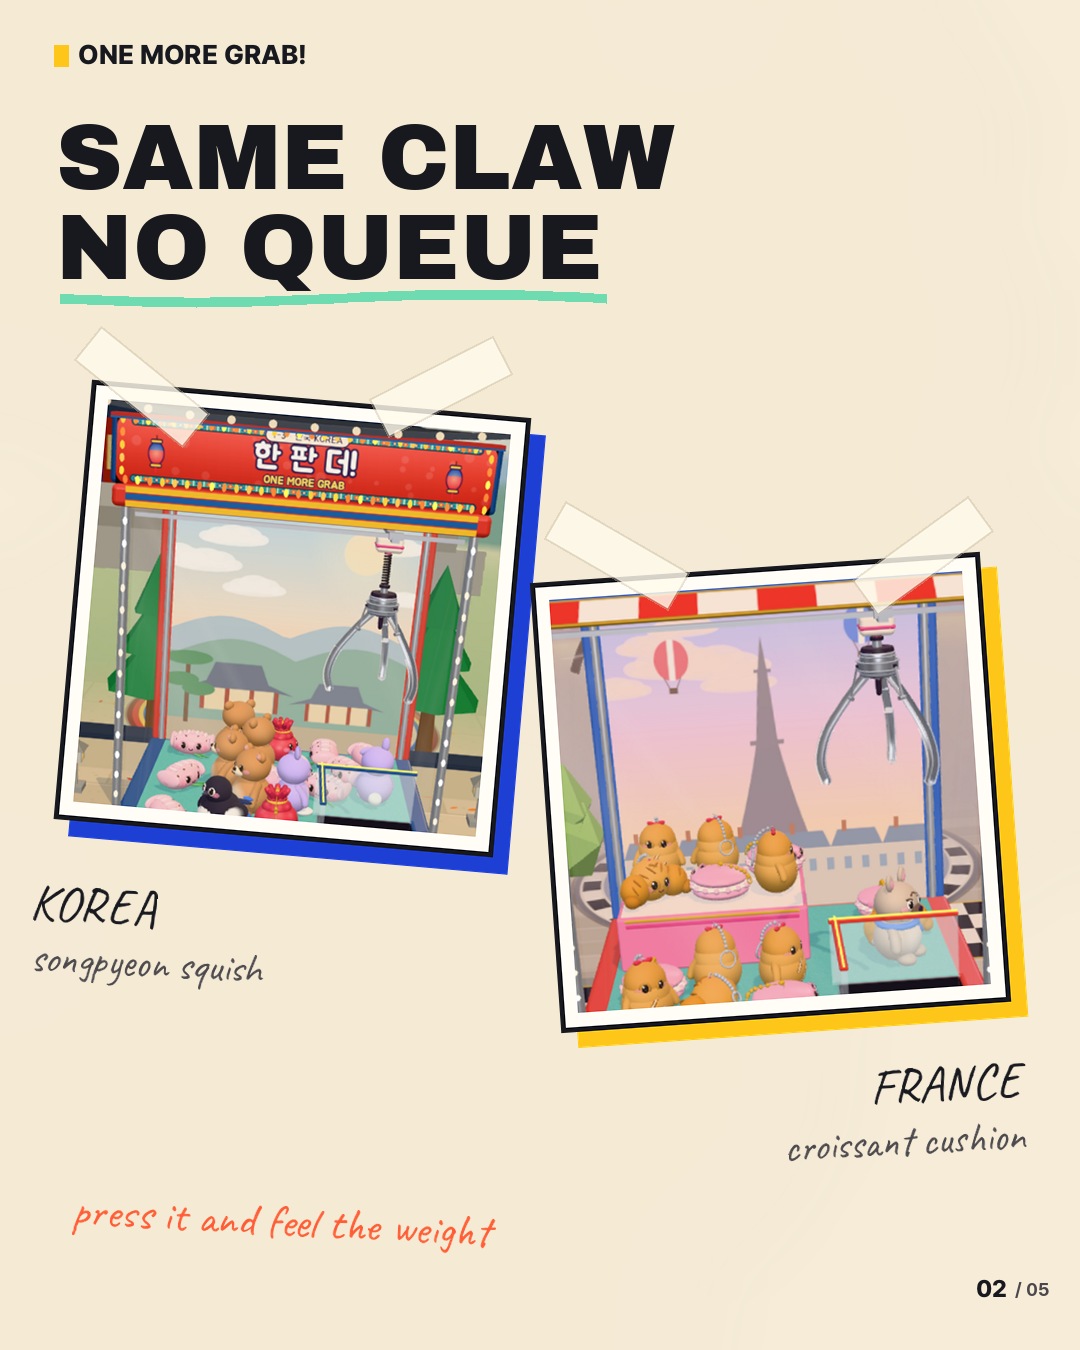 ONE MORE GRAB!
SAME CLAW
NO QUEUE
KOREA
한 판 더!
ONE MORE GRAB
KOREA
songpyeon squish
FRANCE
croissant cushion
press it and feel the weight
02 / 05